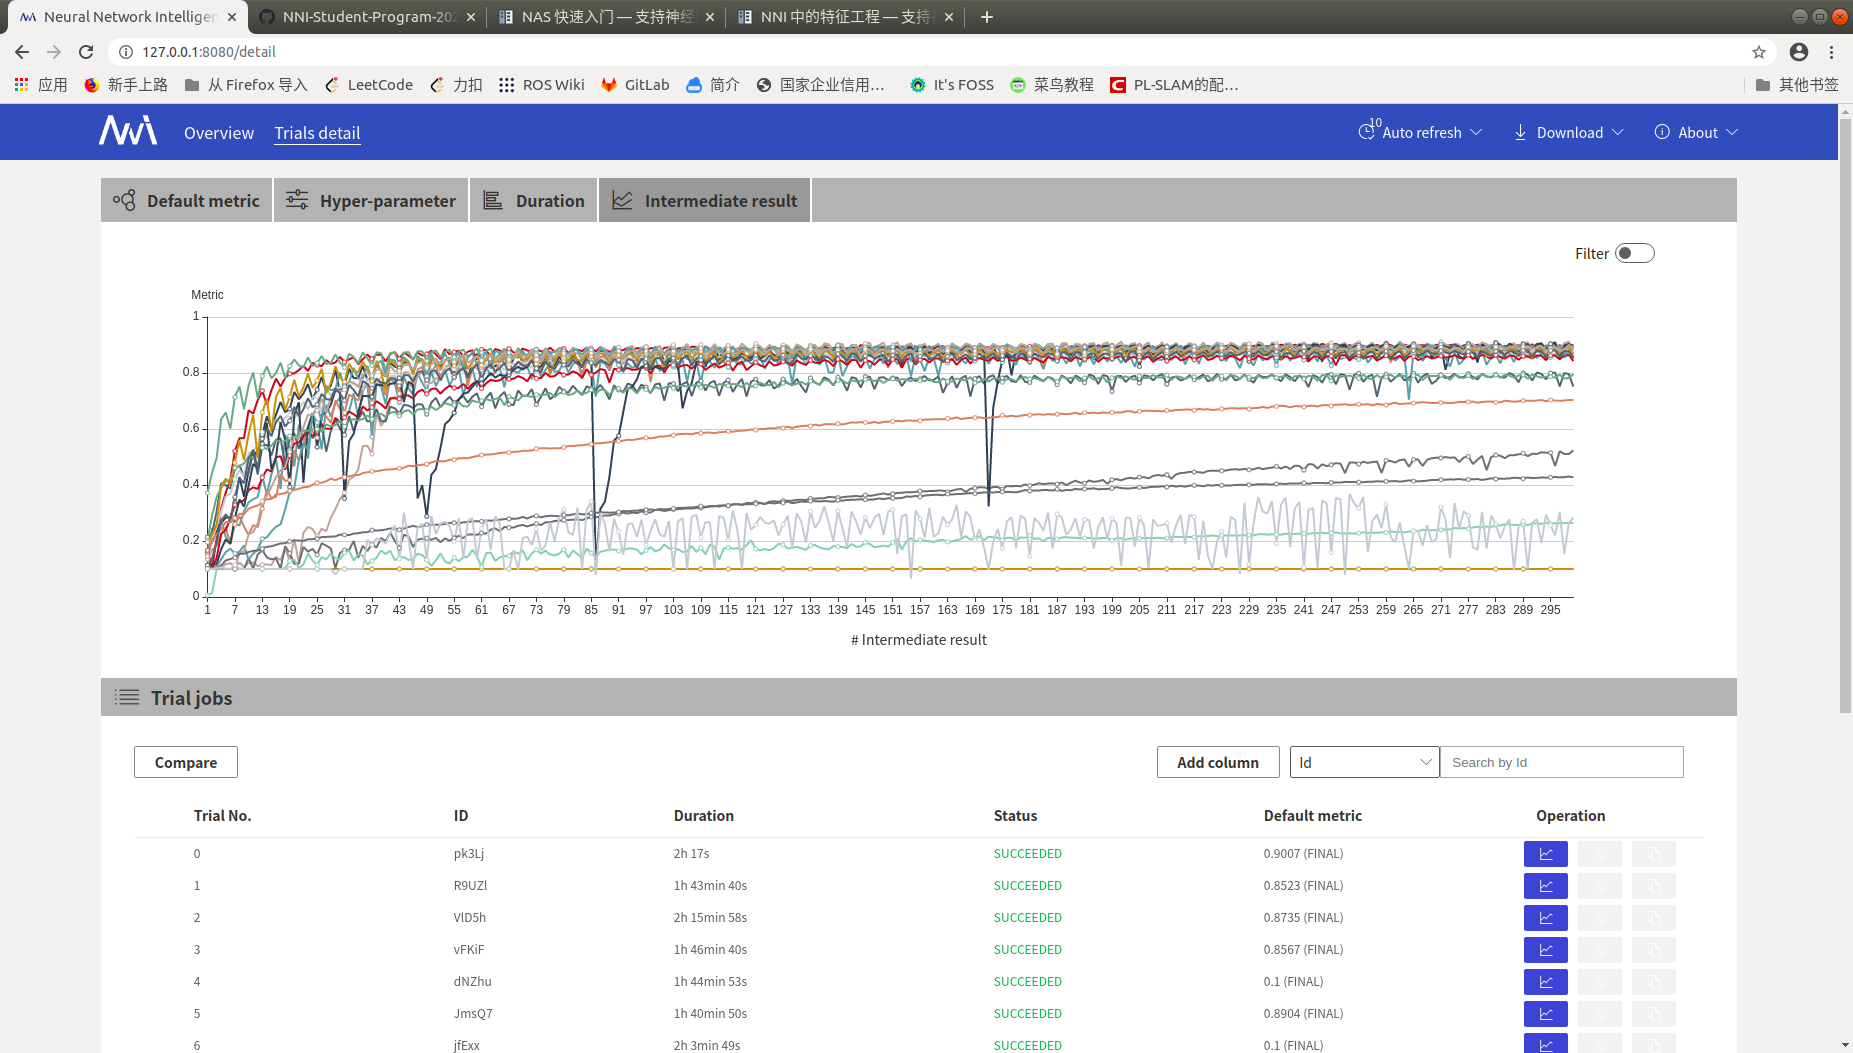 Neural Network Intelligen
NNI-Student-Program-202
NAS 快速入门 — 支持神经
NNI 中的特征工程 — 支持
127.0.0.1:8080/detail
应用
新手上路
从 Firefox 导入
LeetCode
力扣
ROS Wiki
GitLab
简介
国家企业信用…
It's FOSS
菜鸟教程
PL-SLAM的配…
其他书签
Overview
Trials detail
10
Auto refresh
Download
About
Default metric
Hyper-parameter
Duration
Intermediate result
Filter
Metric
1
0.8
0.6
0.4
0.2
0
1 7 13 19 25 31 37 43 49 55 61 67 73 79 85 91 97 103 109 115 121 127 133 139 145 151 157 163 169 175 181 187 193 199 205 211 217 223 229 235 241 247 253 259 265 271 277 283 289 295
# Intermediate result
Trial jobs
Compare
Add column
Id
Search by Id
Trial No. ID Duration Status Default metric Operation
0 pk3Lj 2h 17s SUCCEEDED 0.9007 (FINAL)
1 R9UZl 1h 43min 40s SUCCEEDED 0.8523 (FINAL)
2 VlD5h 2h 15min 58s SUCCEEDED 0.8735 (FINAL)
3 vFKiF 1h 46min 40s SUCCEEDED 0.8567 (FINAL)
4 dNZhu 1h 44min 53s SUCCEEDED 0.1 (FINAL)
5 JmsQ7 1h 40min 50s SUCCEEDED 0.8904 (FINAL)
6 jfExx 2h 3min 49s SUCCEEDED 0.1 (FINAL)